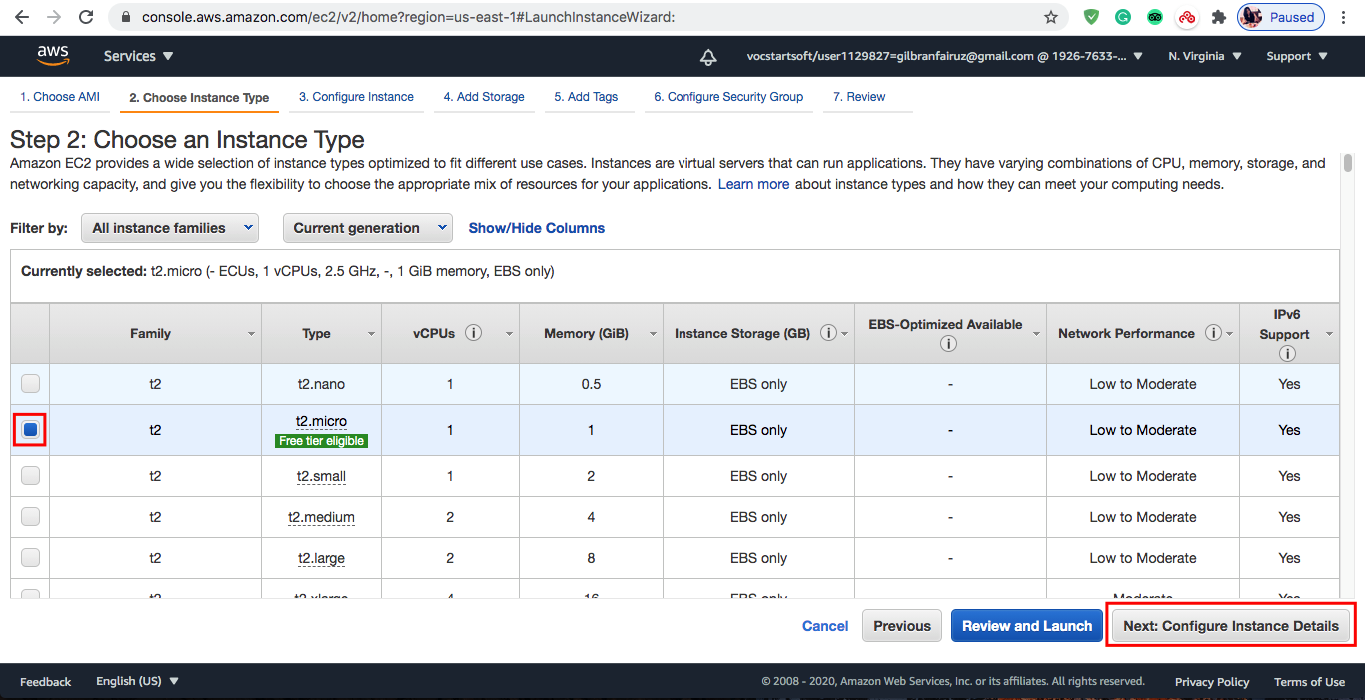 console.aws.amazon.com/ec2/v2/home?region=us-east-1#LaunchInstanceWizard:
Paused
aws
Services
vocstartsoft/user1129827=gilbranfairuz@gmail.com @ 1926-7633-...
N. Virginia
Support
1. Choose AMI
2. Choose Instance Type
3. Configure Instance
4. Add Storage
5. Add Tags
6. Configure Security Group
7. Review
Step 2: Choose an Instance Type
Amazon EC2 provides a wide selection of instance types optimized to fit different use cases. Instances are virtual servers that can run applications. They have varying combinations of CPU, memory, storage, and
networking capacity, and give you the flexibility to choose the appropriate mix of resources for your applications. Learn more about instance types and how they can meet your computing needs.
Filter by: All instance families Current generation Show/Hide Columns
Currently selected: t2.micro (- ECUs, 1 vCPUs, 2.5 GHz, -, 1 GiB memory, EBS only)
Family Type vCPUs Memory (GiB) Instance Storage (GB) EBS-Optimized Available Network Performance IPv6 Support
t2 t2.nano 1 0.5 EBS only - Low to Moderate Yes
t2 t2.micro Free tier eligible 1 1 EBS only - Low to Moderate Yes
t2 t2.small 1 2 EBS only - Low to Moderate Yes
t2 t2.medium 2 4 EBS only - Low to Moderate Yes
t2 t2.large 2 8 EBS only - Low to Moderate Yes
t2 t2.xlarge 4 16 EBS only - Moderate Yes
Cancel Previous Review and Launch Next: Configure Instance Details
Feedback English (US) © 2008 - 2020, Amazon Web Services, Inc. or its affiliates. All rights reserved. Privacy Policy Terms of Use